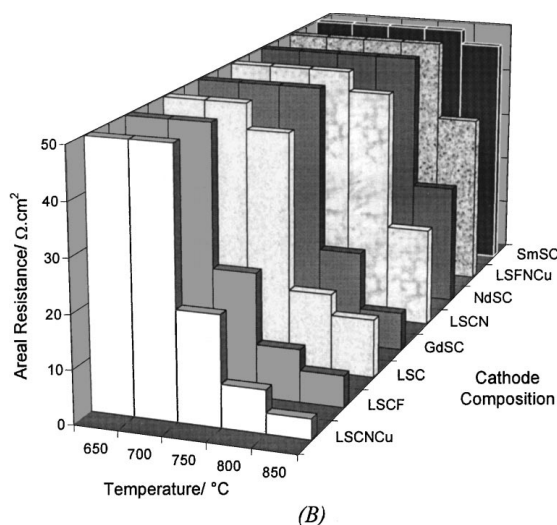 50
40
30
20
10
0
Areal Resistance/ Ω.cm²
650 700 750 800 850
Temperature/ °C
SmSC
LSFNCu
NdSC
LSCN
GdSC
LSC
LSCF
LSCNCu
Cathode
Composition
(B)